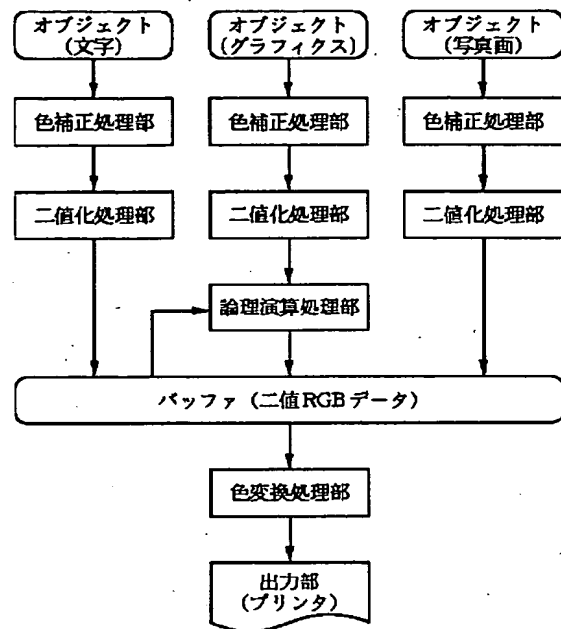 オブジェクト
(文字)
オブジェクト
(グラフィクス)
オブジェクト
(写真面)
色補正処理部
色補正処理部
色補正処理部
二値化処理部
二値化処理部
二値化処理部
論理演算処理部
バッファ (二値RGBデータ)
色変換処理部
出力部
(プリンタ)